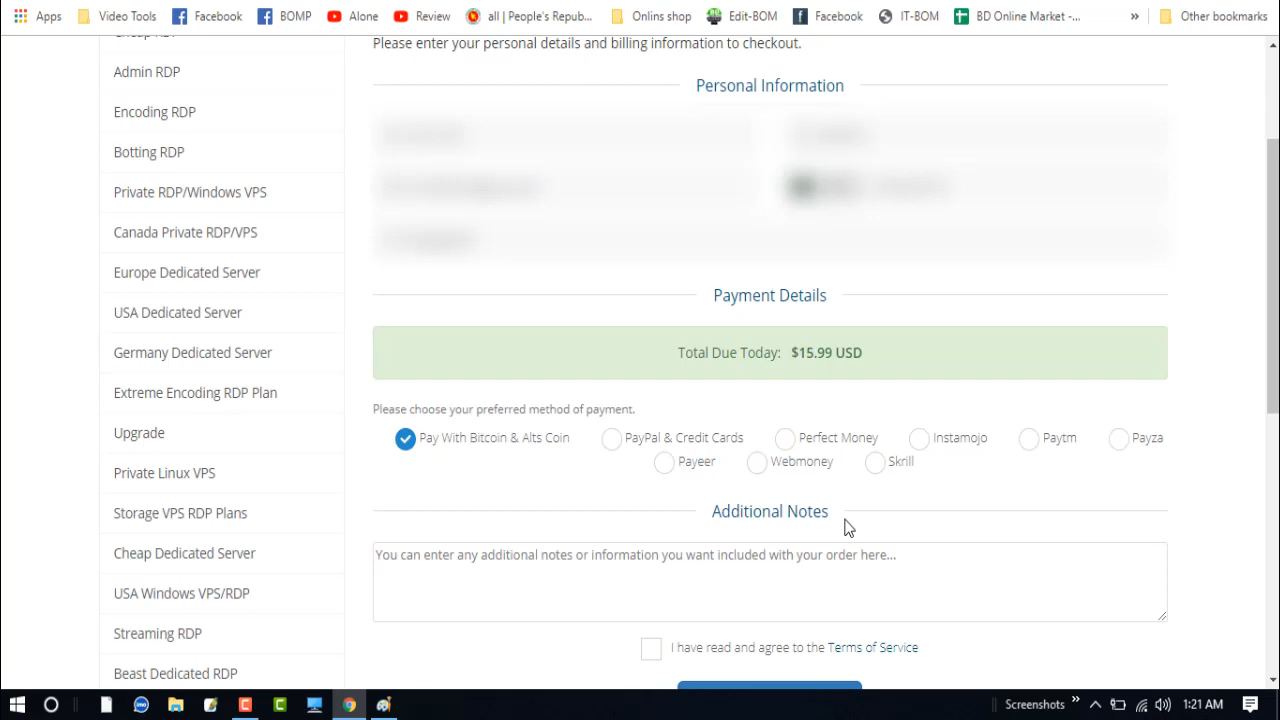 Apps Video Tools Facebook BOMP Alone Review all | People's Repub... Onlins shop Edit-BOM Facebook IT-BOM BD Online Market -... » Other bookmarks
Cheap RDP
Admin RDP
Encoding RDP
Botting RDP
Private RDP/Windows VPS
Canada Private RDP/VPS
Europe Dedicated Server
USA Dedicated Server
Germany Dedicated Server
Extreme Encoding RDP Plan
Upgrade
Private Linux VPS
Storage VPS RDP Plans
Cheap Dedicated Server
USA Windows VPS/RDP
Streaming RDP
Beast Dedicated RDP
Please enter your personal details and billing information to checkout.
Personal Information
Payment Details
Total Due Today: $15.99 USD
Please choose your preferred method of payment.
Pay With Bitcoin & Alts Coin PayPal & Credit Cards Perfect Money Instamojo Paytm Payza
Payeer Webmoney Skrill
Additional Notes
You can enter any additional notes or information you want included with your order here...
I have read and agree to the Terms of Service
Screenshots » 1:21 AM